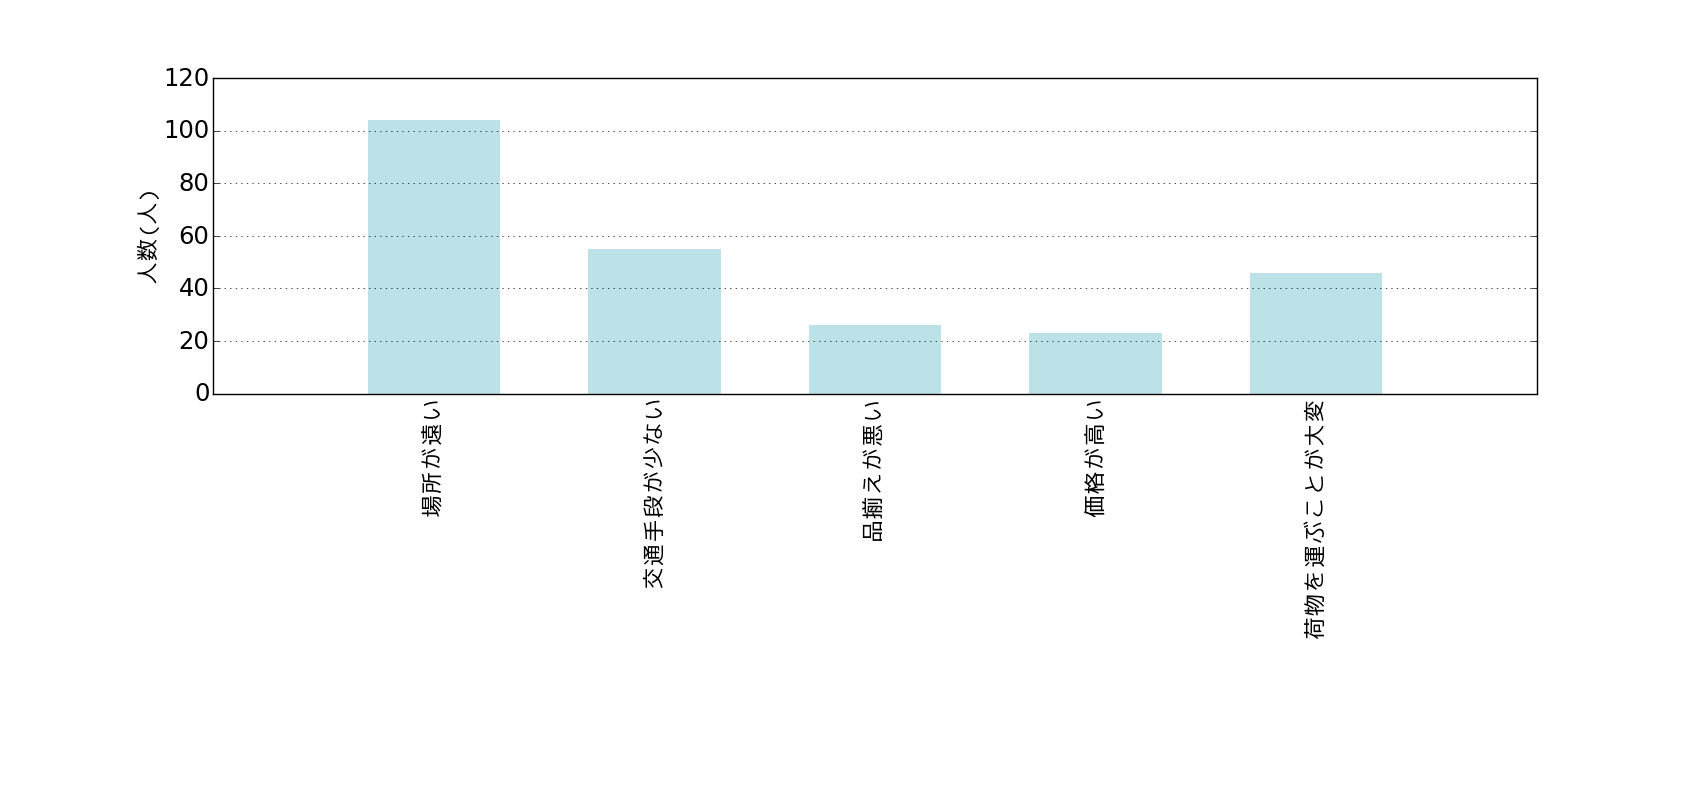 120
100
80
60
40
20
0
人数(人)
場所が遠い
交通手段が少ない
品揃えが悪い
価格が高い
荷物を運ぶことが大変